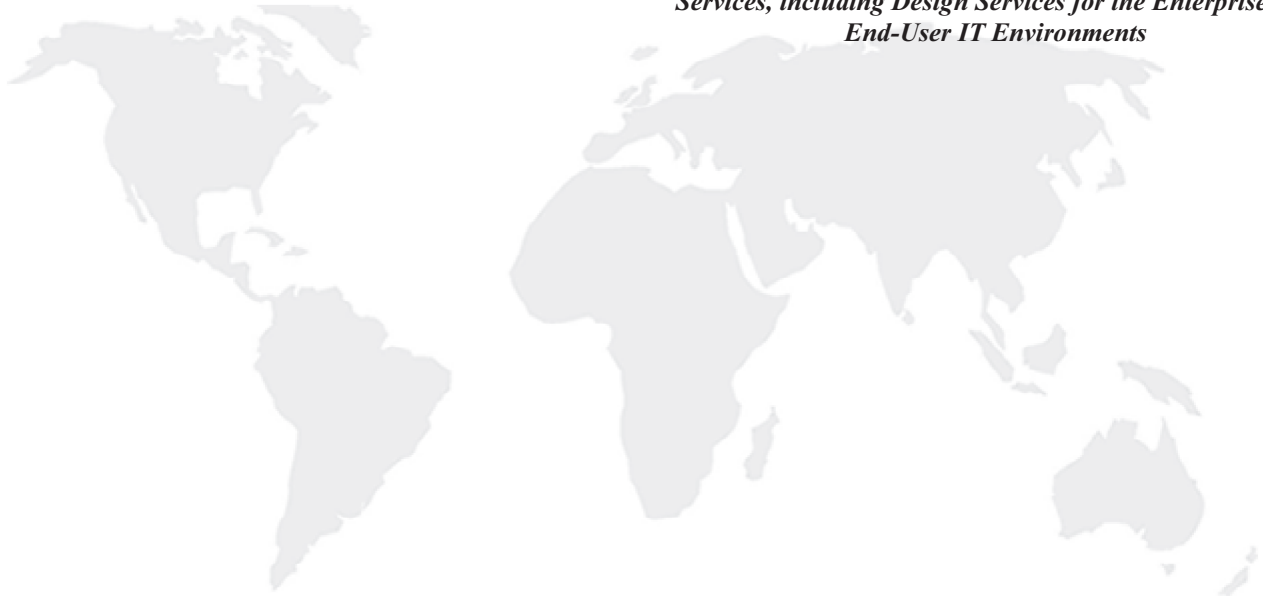 Services, including Design Services for the Enterprise
End-User IT Environments